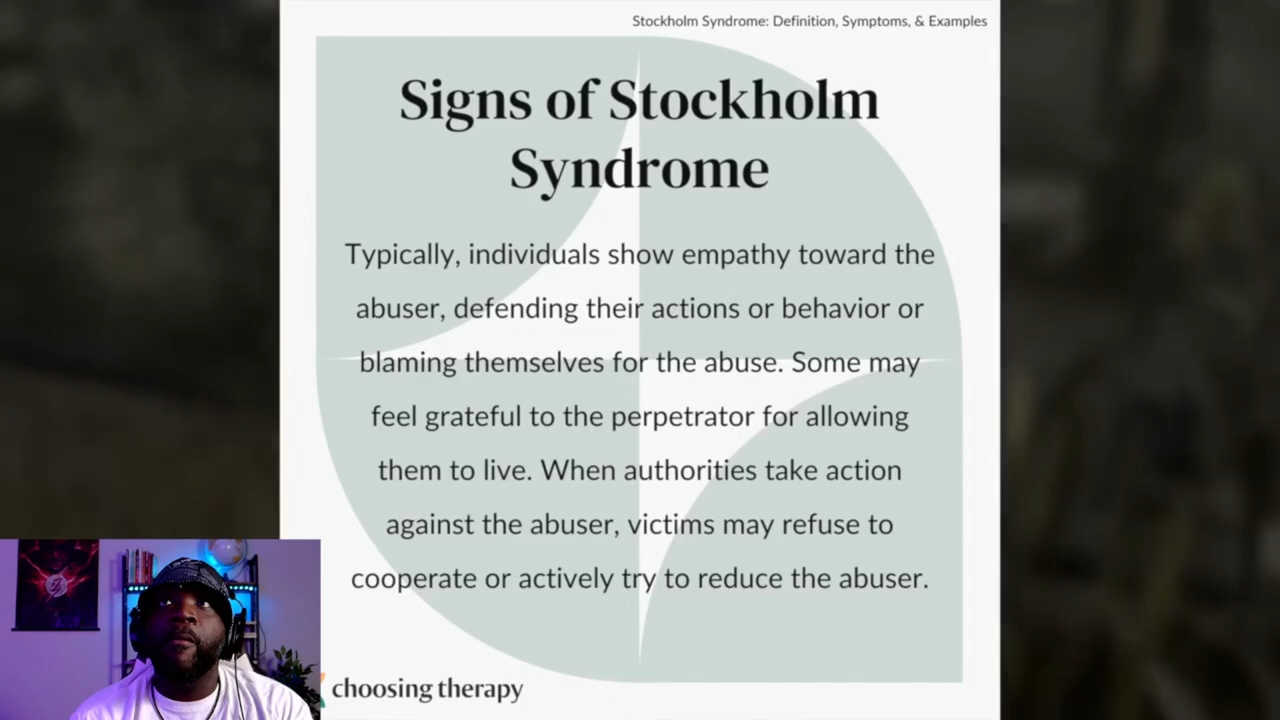 Stockholm Syndrome: Definition, Symptoms, & Examples
Signs of Stockholm
Syndrome
Typically, individuals show empathy toward the
abuser, defending their actions or behavior or
blaming themselves for the abuse. Some may
feel grateful to the perpetrator for allowing
them to live. When authorities take action
against the abuser, victims may refuse to
cooperate or actively try to reduce the abuser.
choosing therapy